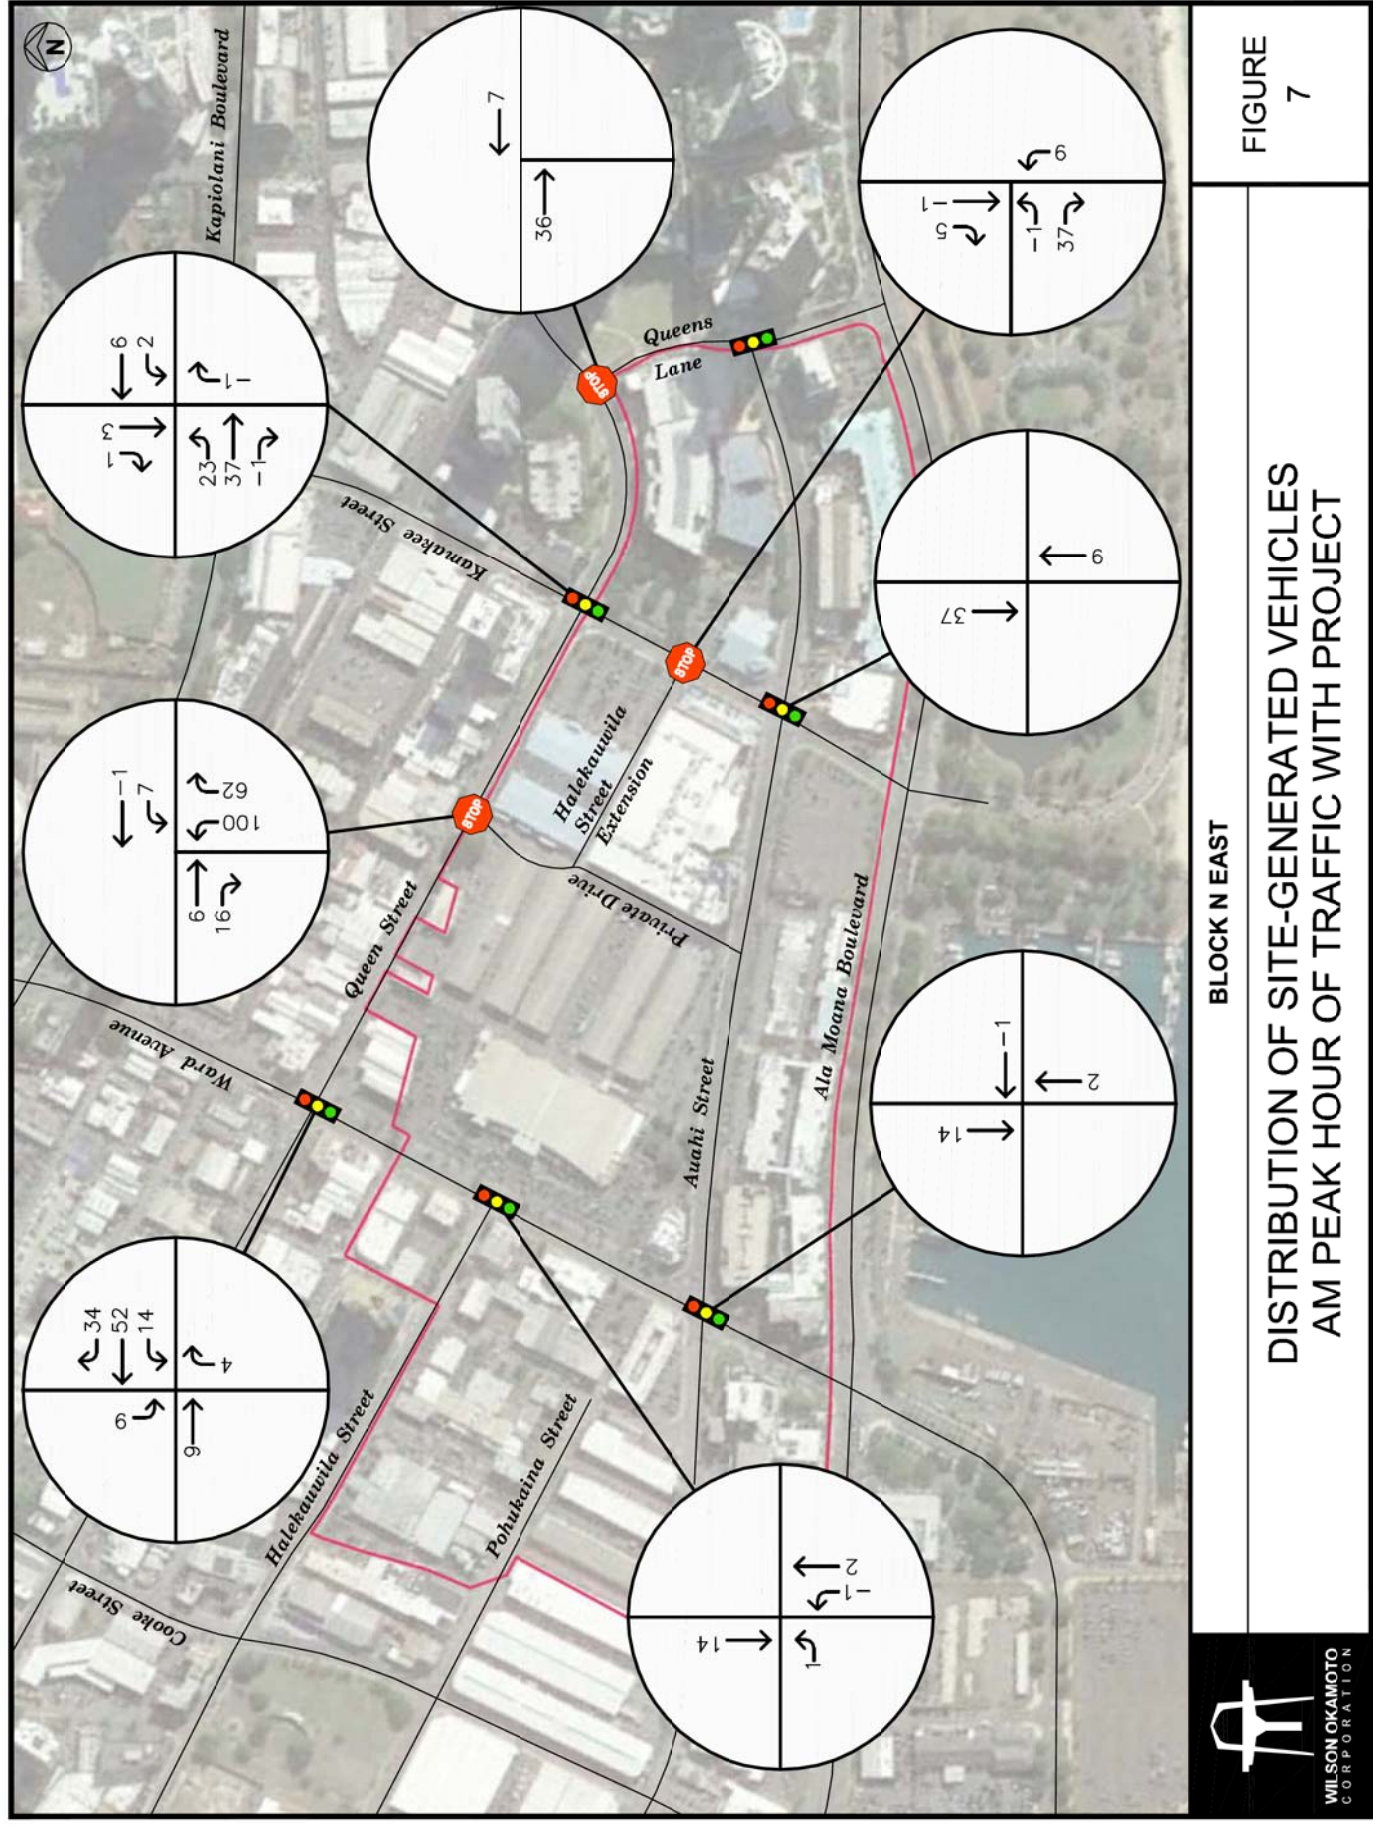 N
Kapiolani Boulevard
Kamakee Street
Queens
Lane
Ward Avenue
Queen Street
Halekauwila
Street
Extension
Private Drive
Auahi Street
Ala Moana Boulevard
Cooke Street
Halekauwila Street
Pohukaina Street
STOP
STOP
STOP
34
52
14
9
9
4
-1
7
6
16
100
62
6
2
3
1
23
37
-1
-1
7
36
-1
5
-1
37
9
37
9
-1
14
2
14
1
-1
2
WILSON OKAMOTO
CORPORATION
BLOCK N EAST
DISTRIBUTION OF SITE-GENERATED VEHICLES
AM PEAK HOUR OF TRAFFIC WITH PROJECT
FIGURE
7